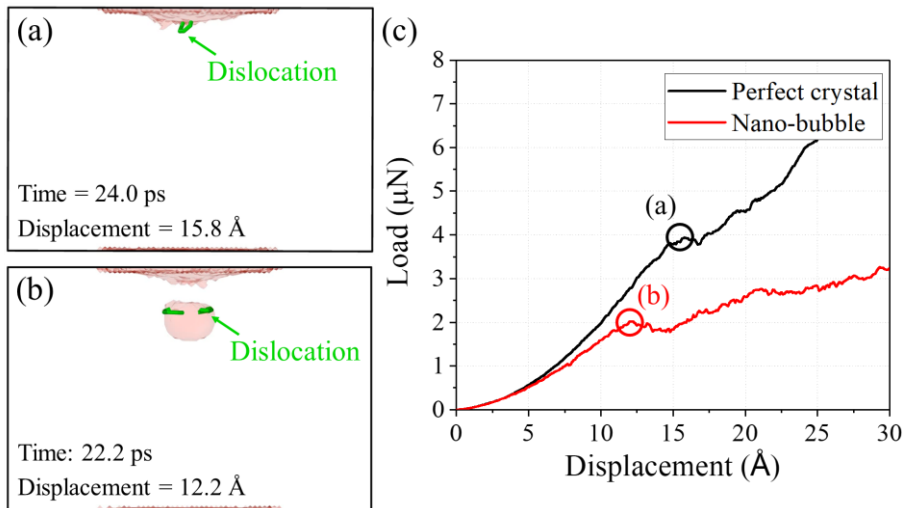 (a)
Dislocation
Time = 24.0 ps
Displacement = 15.8 Å
(b)
Dislocation
Time: 22.2 ps
Displacement = 12.2 Å
(c)
8
7
6
5
4
3
2
1
0
Load (μN)
Perfect crystal
Nano-bubble
(a)
(b)
0 5 10 15 20 25 30
Displacement (Å)